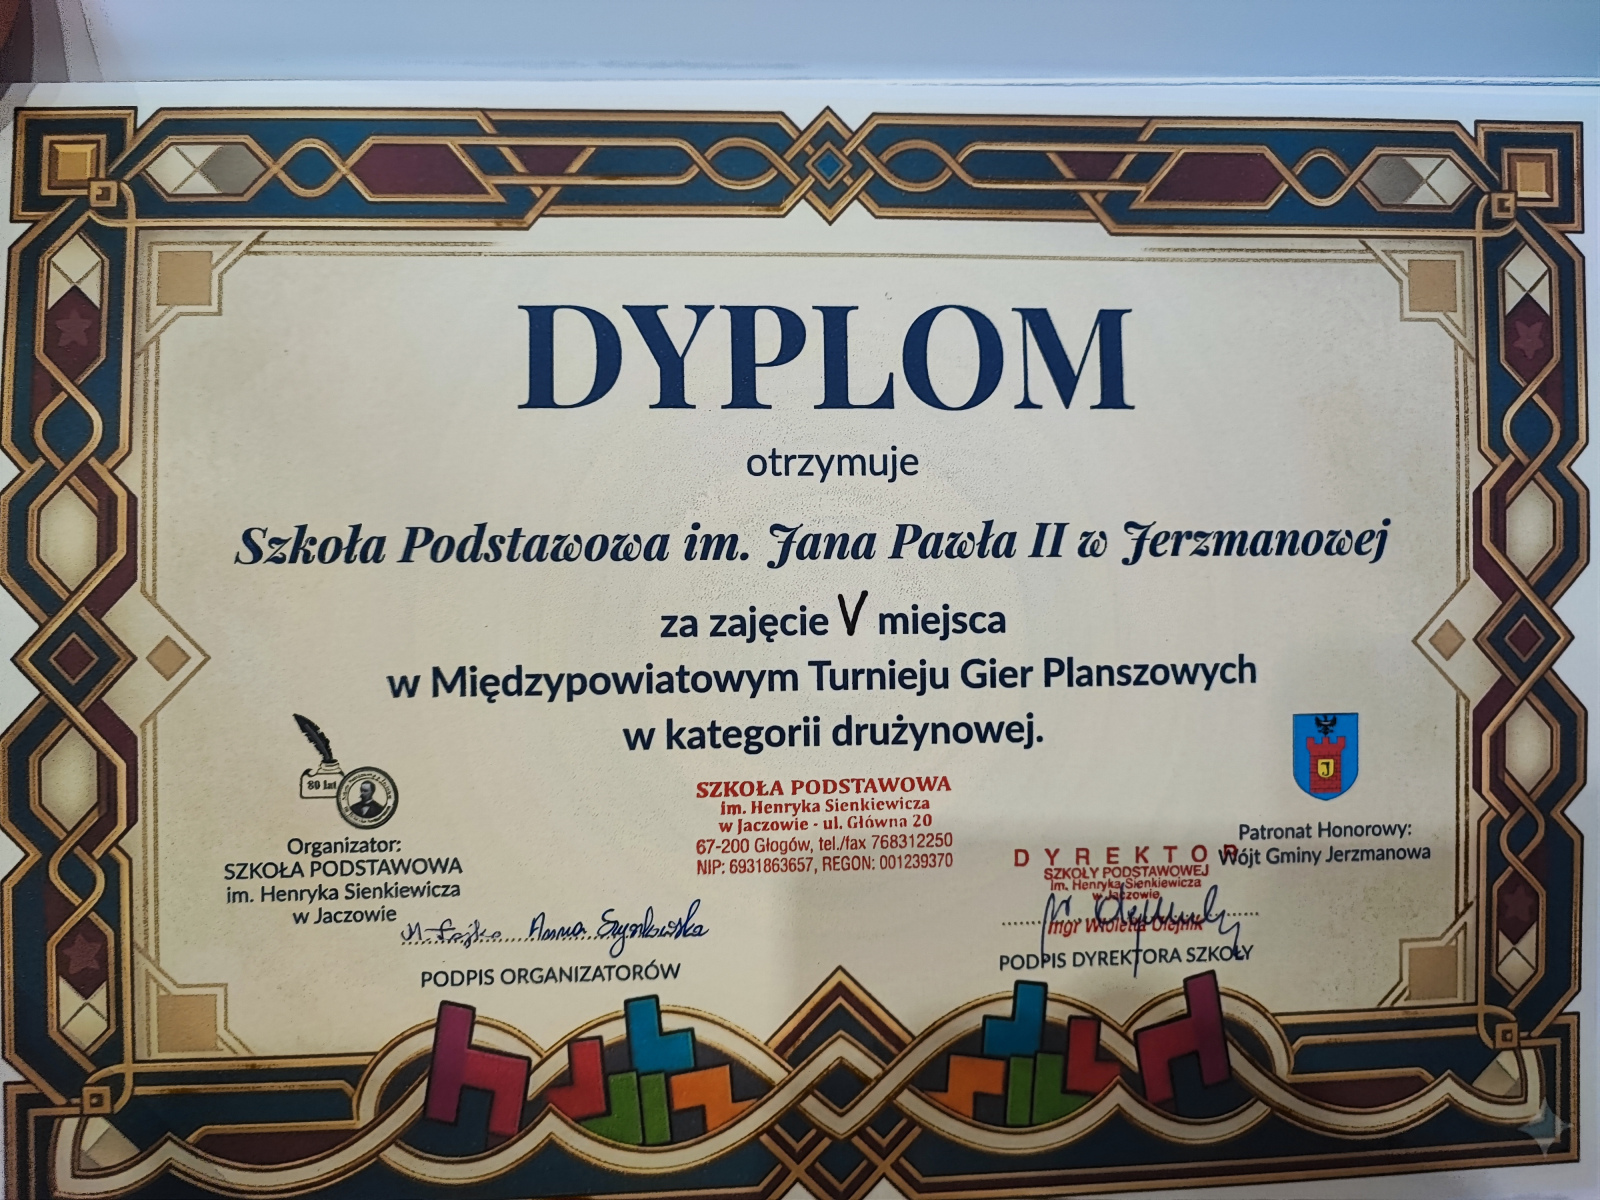 DYPLOM
otrzymuje
Szkoła Podstawowa im. Jana Pawła II w Jerzmanowej
za zajęcie V miejsca
w Międzypowiatowym Turnieju Gier Planszowych
w kategorii drużynowej.
80 lat
Organizator:
SZKOŁA PODSTAWOWA
im. Henryka Sienkiewicza
w Jaczowie
SZKOŁA PODSTAWOWA
im. Henryka Sienkiewicza
w Jaczowie - ul. Główna 20
67-200 Głogów, tel./fax 768312250
NIP: 6931863657, REGON: 001239370
J
Patronat Honorowy:
Wójt Gminy Jerzmanowa
DYREKTOR
SZKOŁY PODSTAWOWEJ
im. Henryka Sienkiewicza
w Jaczowie
mgr Wioletta Olejnik
Anna
PODPIS ORGANIZATORÓW
PODPIS DYREKTORA SZKOŁY